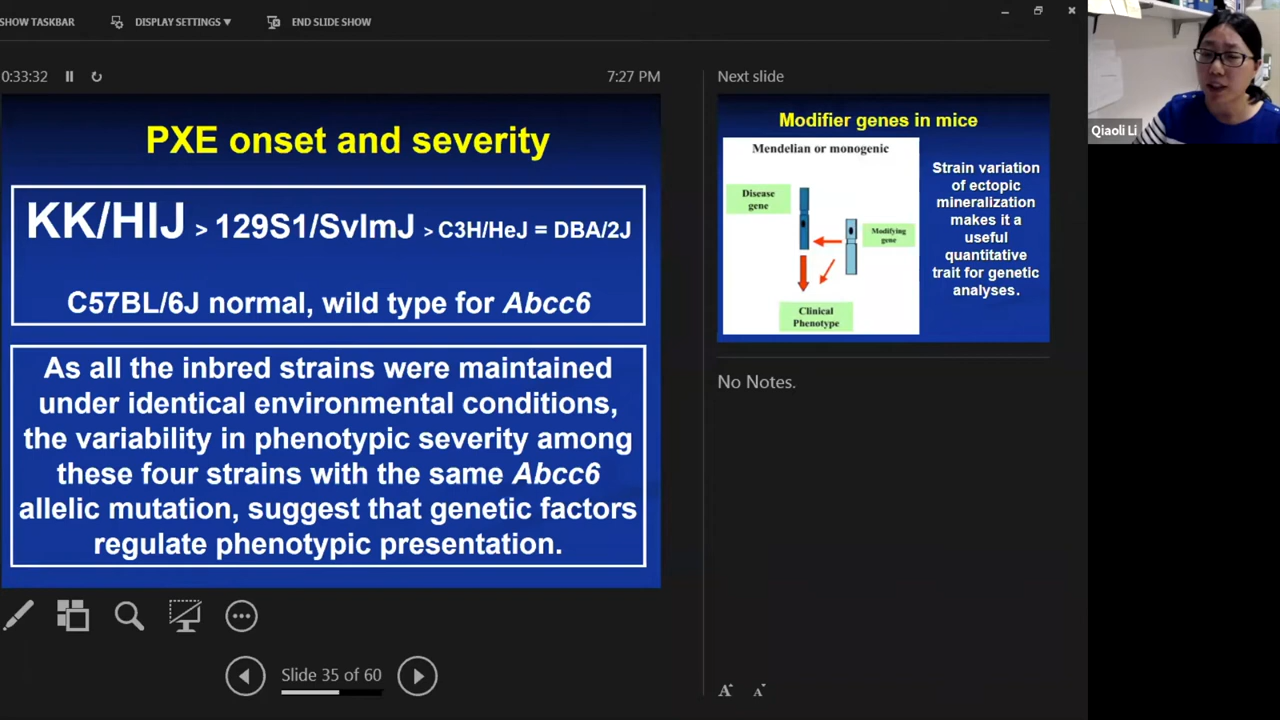 SHOW TASKBAR
DISPLAY SETTINGS ▼
END SLIDE SHOW
0:33:32
7:27 PM
PXE onset and severity
KK/HIJ > 129S1/SvImJ > C3H/HeJ = DBA/2J
C57BL/6J normal, wild type for Abcc6
As all the inbred strains were maintained
under identical environmental conditions,
the variability in phenotypic severity among
these four strains with the same Abcc6
allelic mutation, suggest that genetic factors
regulate phenotypic presentation.
Slide 35 of 60
Next slide
Modifier genes in mice
Mendelian or monogenic
Disease
gene
Modifying
gene
Clinical
Phenotype
Strain variation
of ectopic
mineralization
makes it a
useful
quantitative
trait for genetic
analyses.
No Notes.
A A
Qiaoli Li